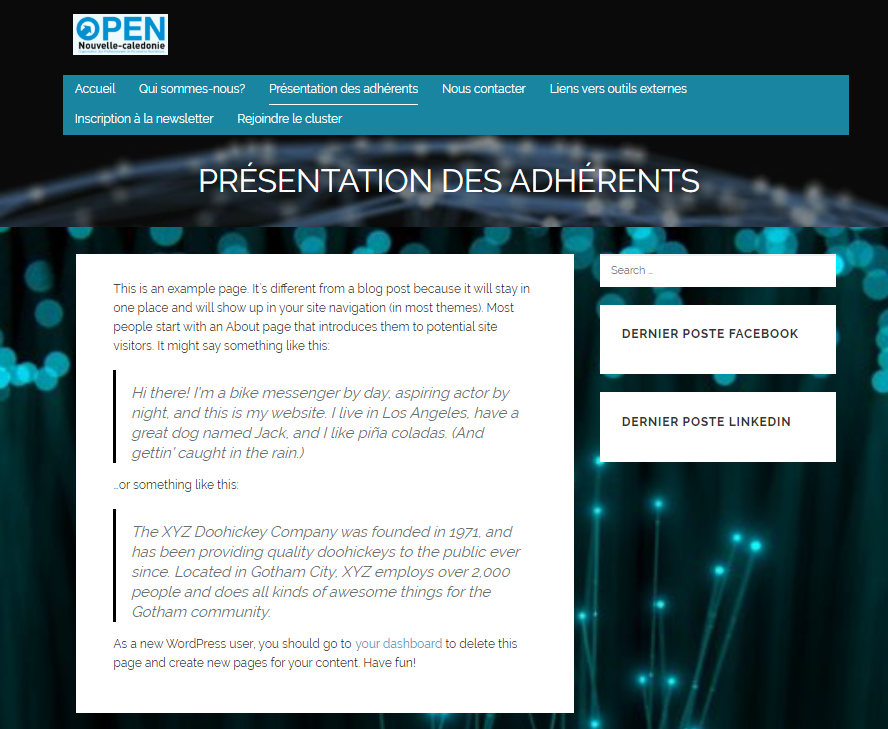 OPEN
Nouvelle-caledonie
Accueil
Qui sommes-nous?
Présentation des adhérents
Nous contacter
Liens vers outils externes
Inscription à la newsletter
Rejoindre le cluster
PRÉSENTATION DES ADHÉRENTS
This is an example page. It's different from a blog post because it will stay in
one place and will show up in your site navigation (in most themes). Most
people start with an About page that introduces them to potential site
visitors. It might say something like this:
Hi there! I'm a bike messenger by day, aspiring actor by
night, and this is my website. I live in Los Angeles, have a
great dog named Jack, and I like piña coladas. (And
gettin' caught in the rain.)
…or something like this:
The XYZ Doohickey Company was founded in 1971, and
has been providing quality doohickeys to the public ever
since. Located in Gotham City, XYZ employs over 2,000
people and does all kinds of awesome things for the
Gotham community.
As a new WordPress user, you should go to your dashboard to delete this
page and create new pages for your content. Have fun!
Search …
DERNIER POSTE FACEBOOK
DERNIER POSTE LINKEDIN